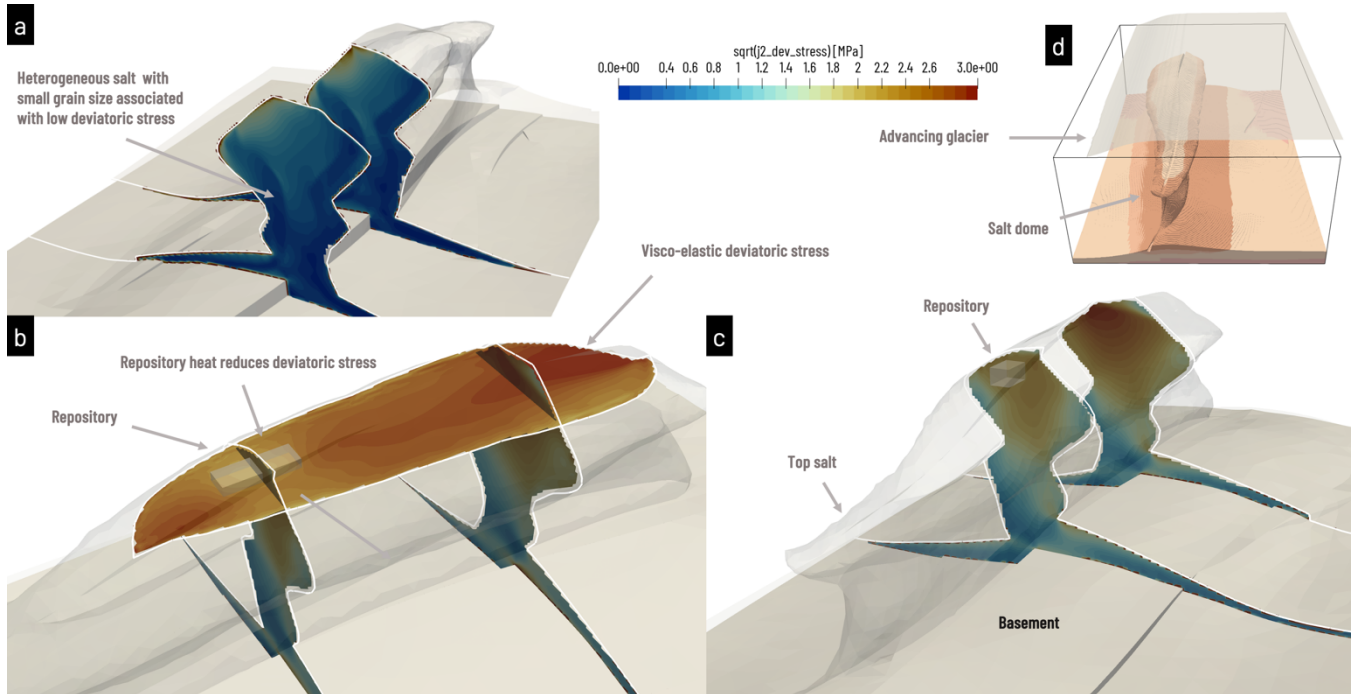 a
Heterogeneous salt with
small grain size associated
with low deviatoric stress
sqrt(j2_dev_stress) [MPa]
0.0e+00 0.4 0.6 0.8 1 1.2 1.4 1.6 1.8 2 2.2 2.4 2.6 3.0e+00
d
Advancing glacier
Salt dome
Visco-elastic deviatoric stress
b
Repository heat reduces deviatoric stress
Repository
c
Repository
Top salt
Basement